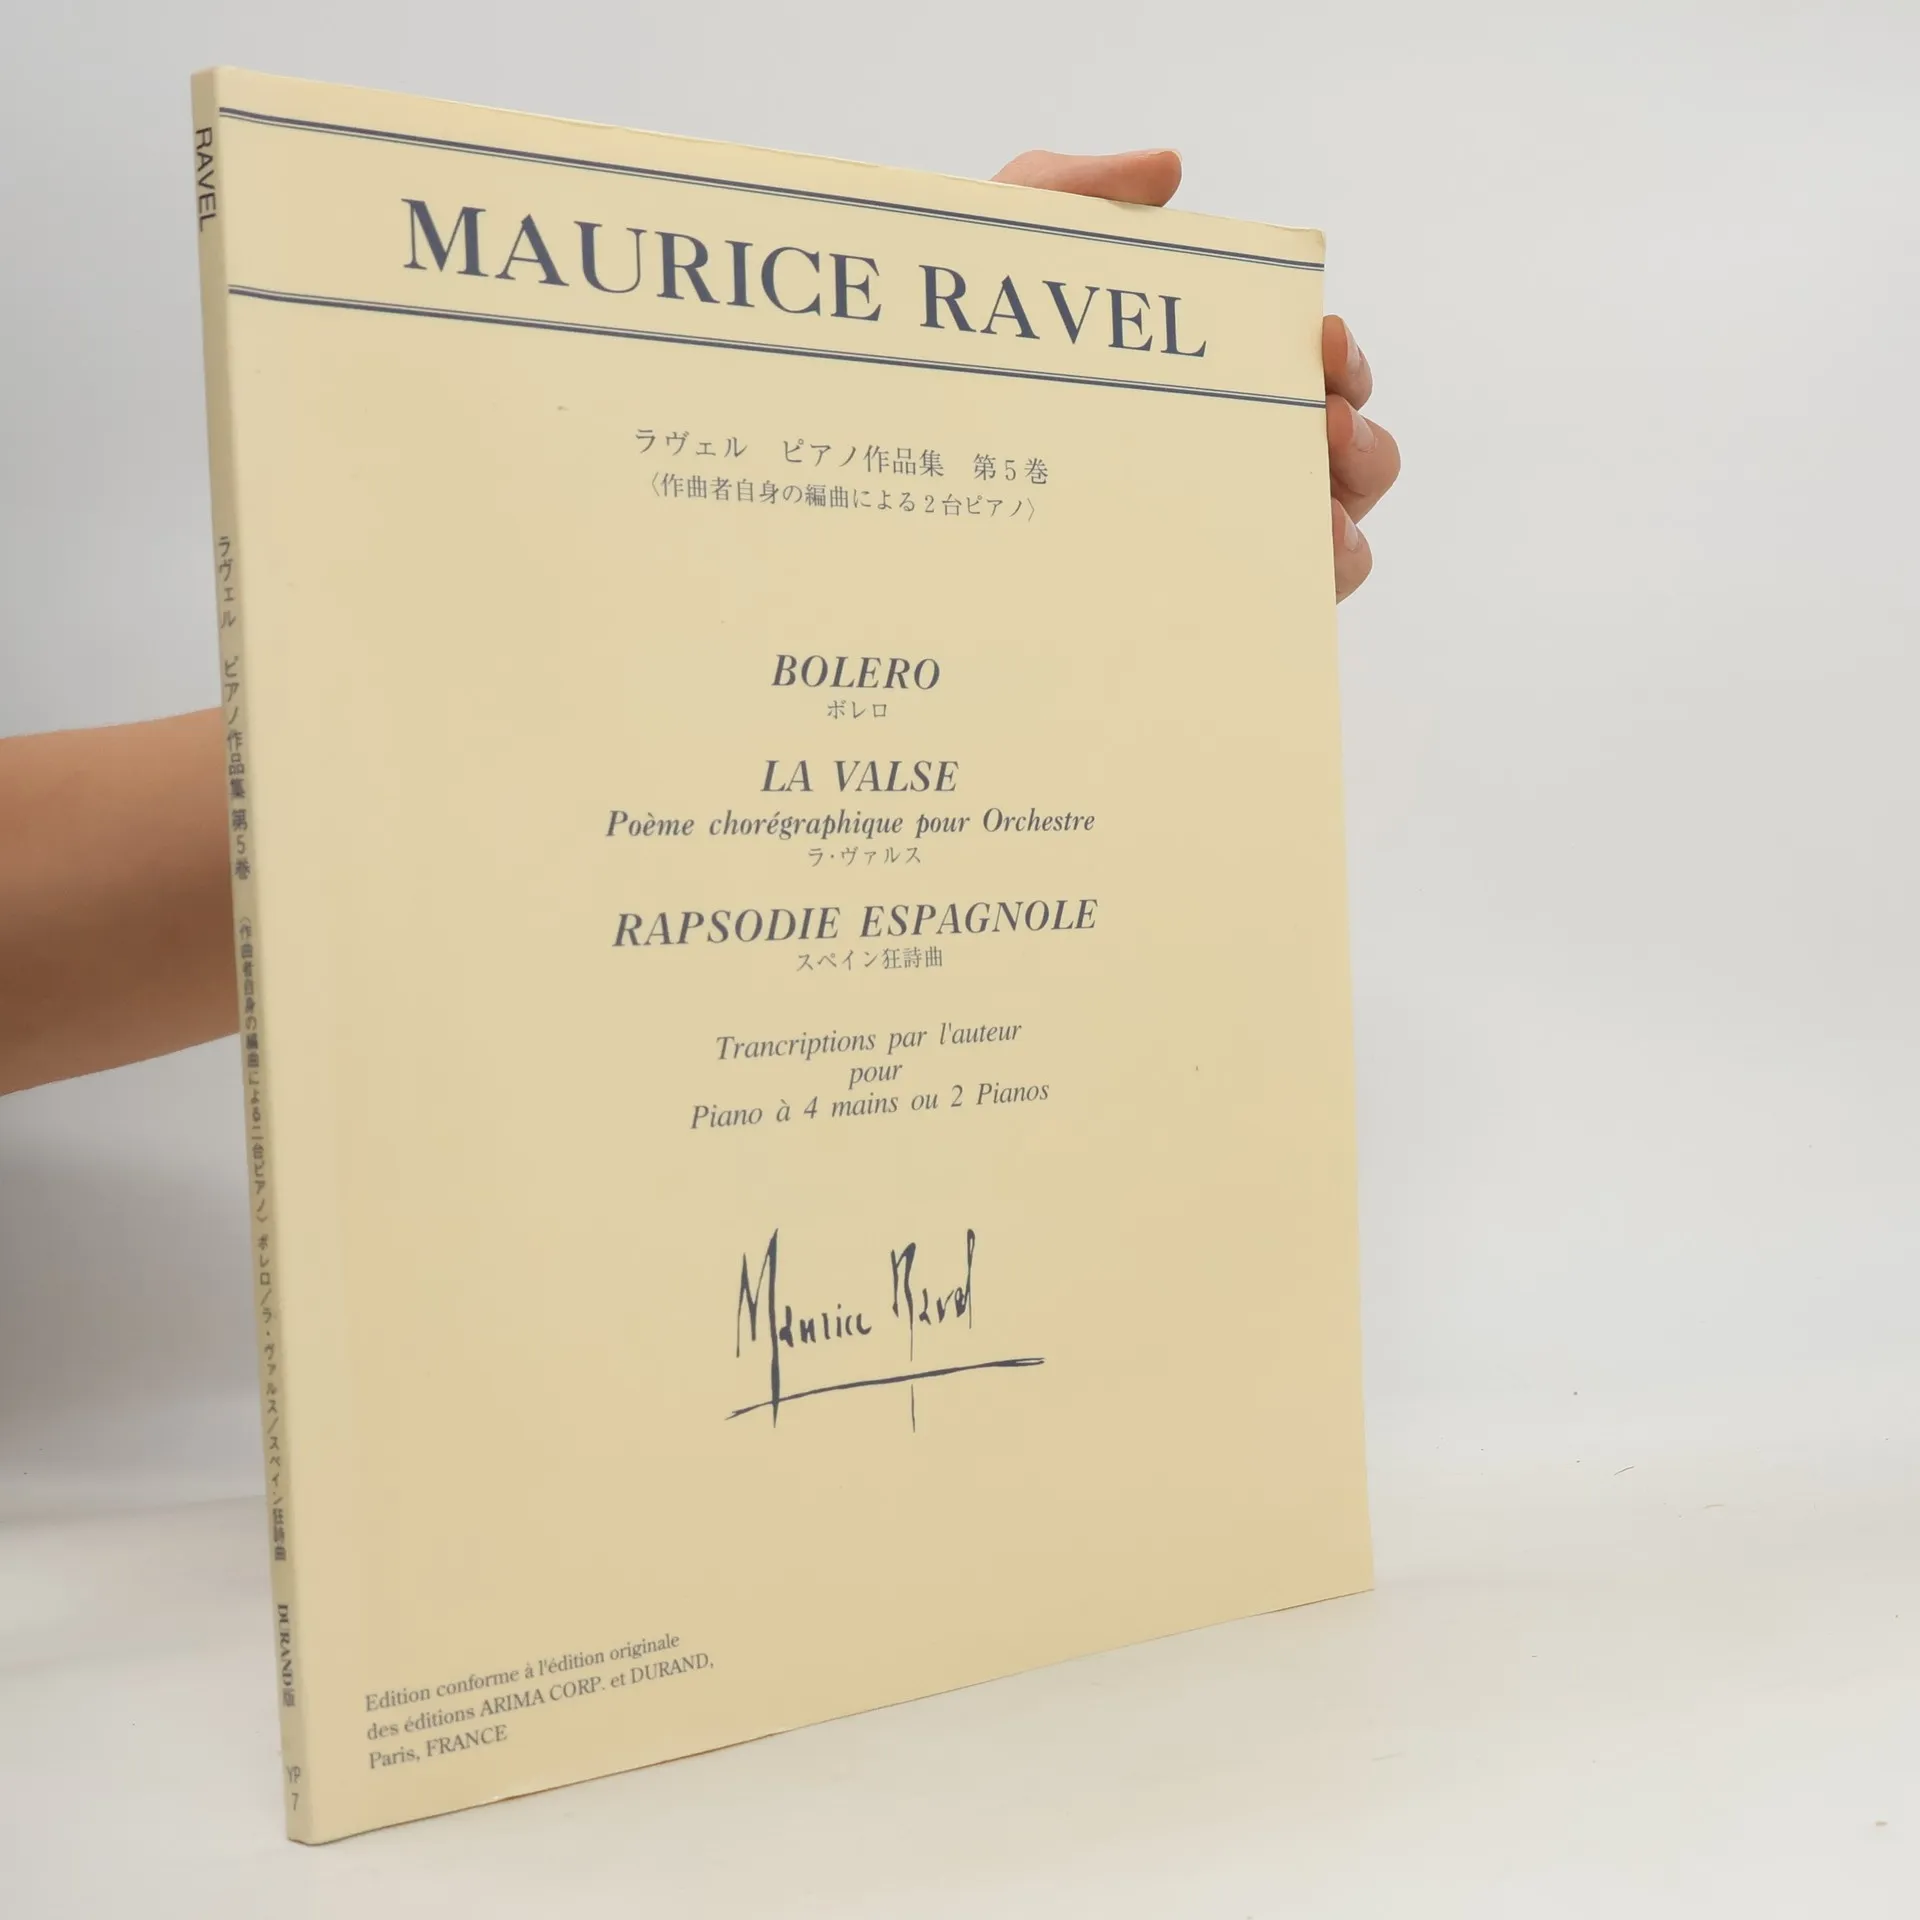 MAURICE RAVEL
ラヴェル ピアノ作品集 第5巻
〈作曲者自身の編曲による2台ピアノ〉
BOLERO
ボレロ
LA VALSE
Poème chorégraphique pour Orchestre
ラ・ヴァルス
RAPSODIE ESPAGNOLE
スペイン狂詩曲
Trancriptions par l'auteur
pour
Piano à 4 mains ou 2 Pianos
Maurice Ravel
Edition conforme à l'édition originale
des éditions ARIMA CORP. et DURAND,
Paris, FRANCE
RAVEL
ラヴェル ピアノ作品集 第5巻 〈作曲者自身の編曲による二台ピアノ〉 ボレロ/ラ・ヴァルス/スペイン狂詩曲
DURAND版
YP
7